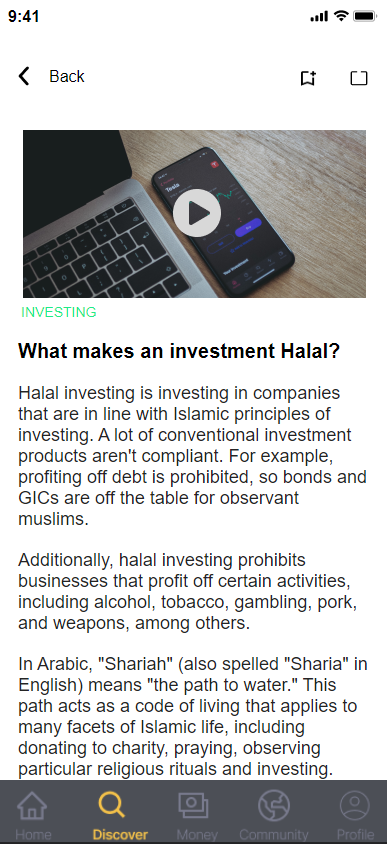 9:41
Back
Tesla
INVESTING
What makes an investment Halal?
Halal investing is investing in companies
that are in line with Islamic principles of
investing. A lot of conventional investment
products aren't compliant. For example,
profiting off debt is prohibited, so bonds and
GICs are off the table for observant
muslims.
Additionally, halal investing prohibits
businesses that profit off certain activities,
including alcohol, tobacco, gambling, pork,
and weapons, among others.
In Arabic, "Shariah" (also spelled "Sharia" in
English) means "the path to water." This
path acts as a code of living that applies to
many facets of Islamic life, including
donating to charity, praying, observing
particular religious rituals and investing.
Home Discover Money Community Profile